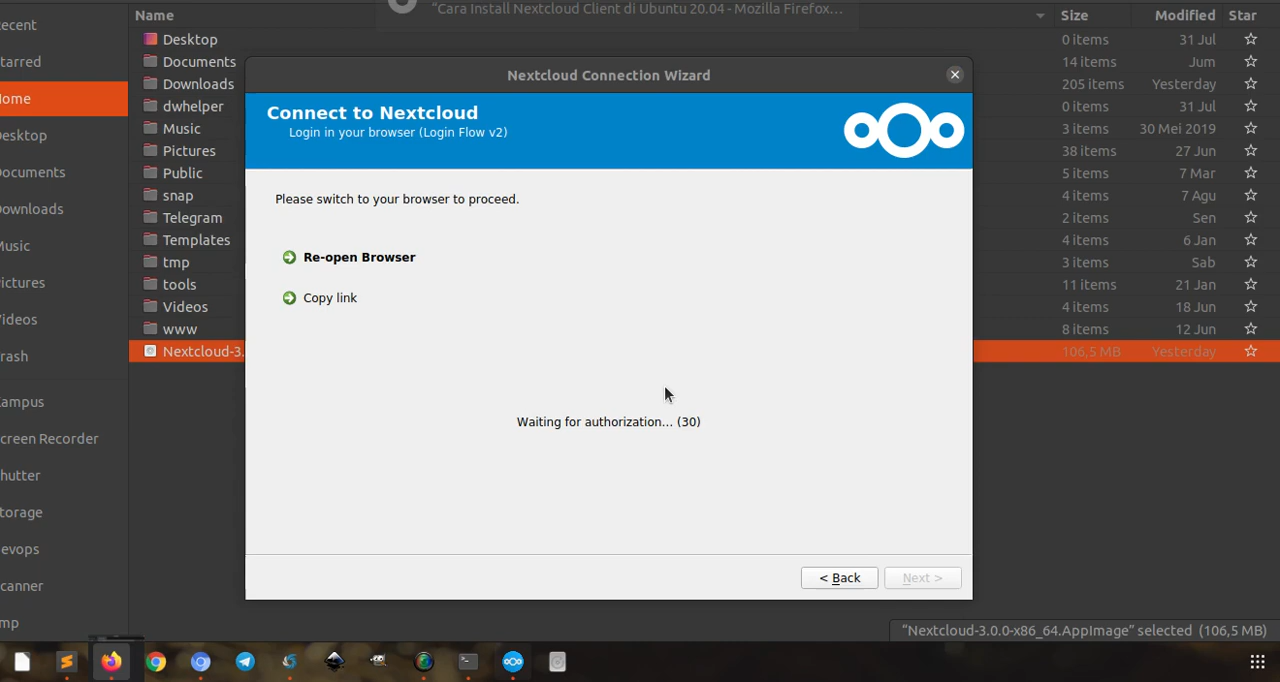 "Cara Install Nextcloud Client di Ubuntu 20.04 - Mozilla Firefox...
Name Size Modified Star
ecent
tarred
ome
esktop
ocuments
ownloads
usic
ictures
ideos
rash
ampus
creen Recorder
hutter
torage
evops
canner
mp
Desktop 0 items 31 Jul
Documents 14 items Jum
Downloads 205 items Yesterday
dwhelper 0 items 31 Jul
Music 3 items 30 Mei 2019
Pictures 38 items 27 Jun
Public 5 items 7 Mar
snap 4 items 7 Agu
Telegram 2 items Sen
Templates 4 items 6 Jan
tmp 3 items Sab
tools 11 items 21 Jan
Videos 4 items 18 Jun
www 8 items 12 Jun
Nextcloud-3. 106,5 MB Yesterday
Nextcloud Connection Wizard
Connect to Nextcloud
Login in your browser (Login Flow v2)
Please switch to your browser to proceed.
Re-open Browser
Copy link
Waiting for authorization... (30)
< Back Next >
"Nextcloud-3.0.0-x86_64.AppImage" selected (106,5 MB)